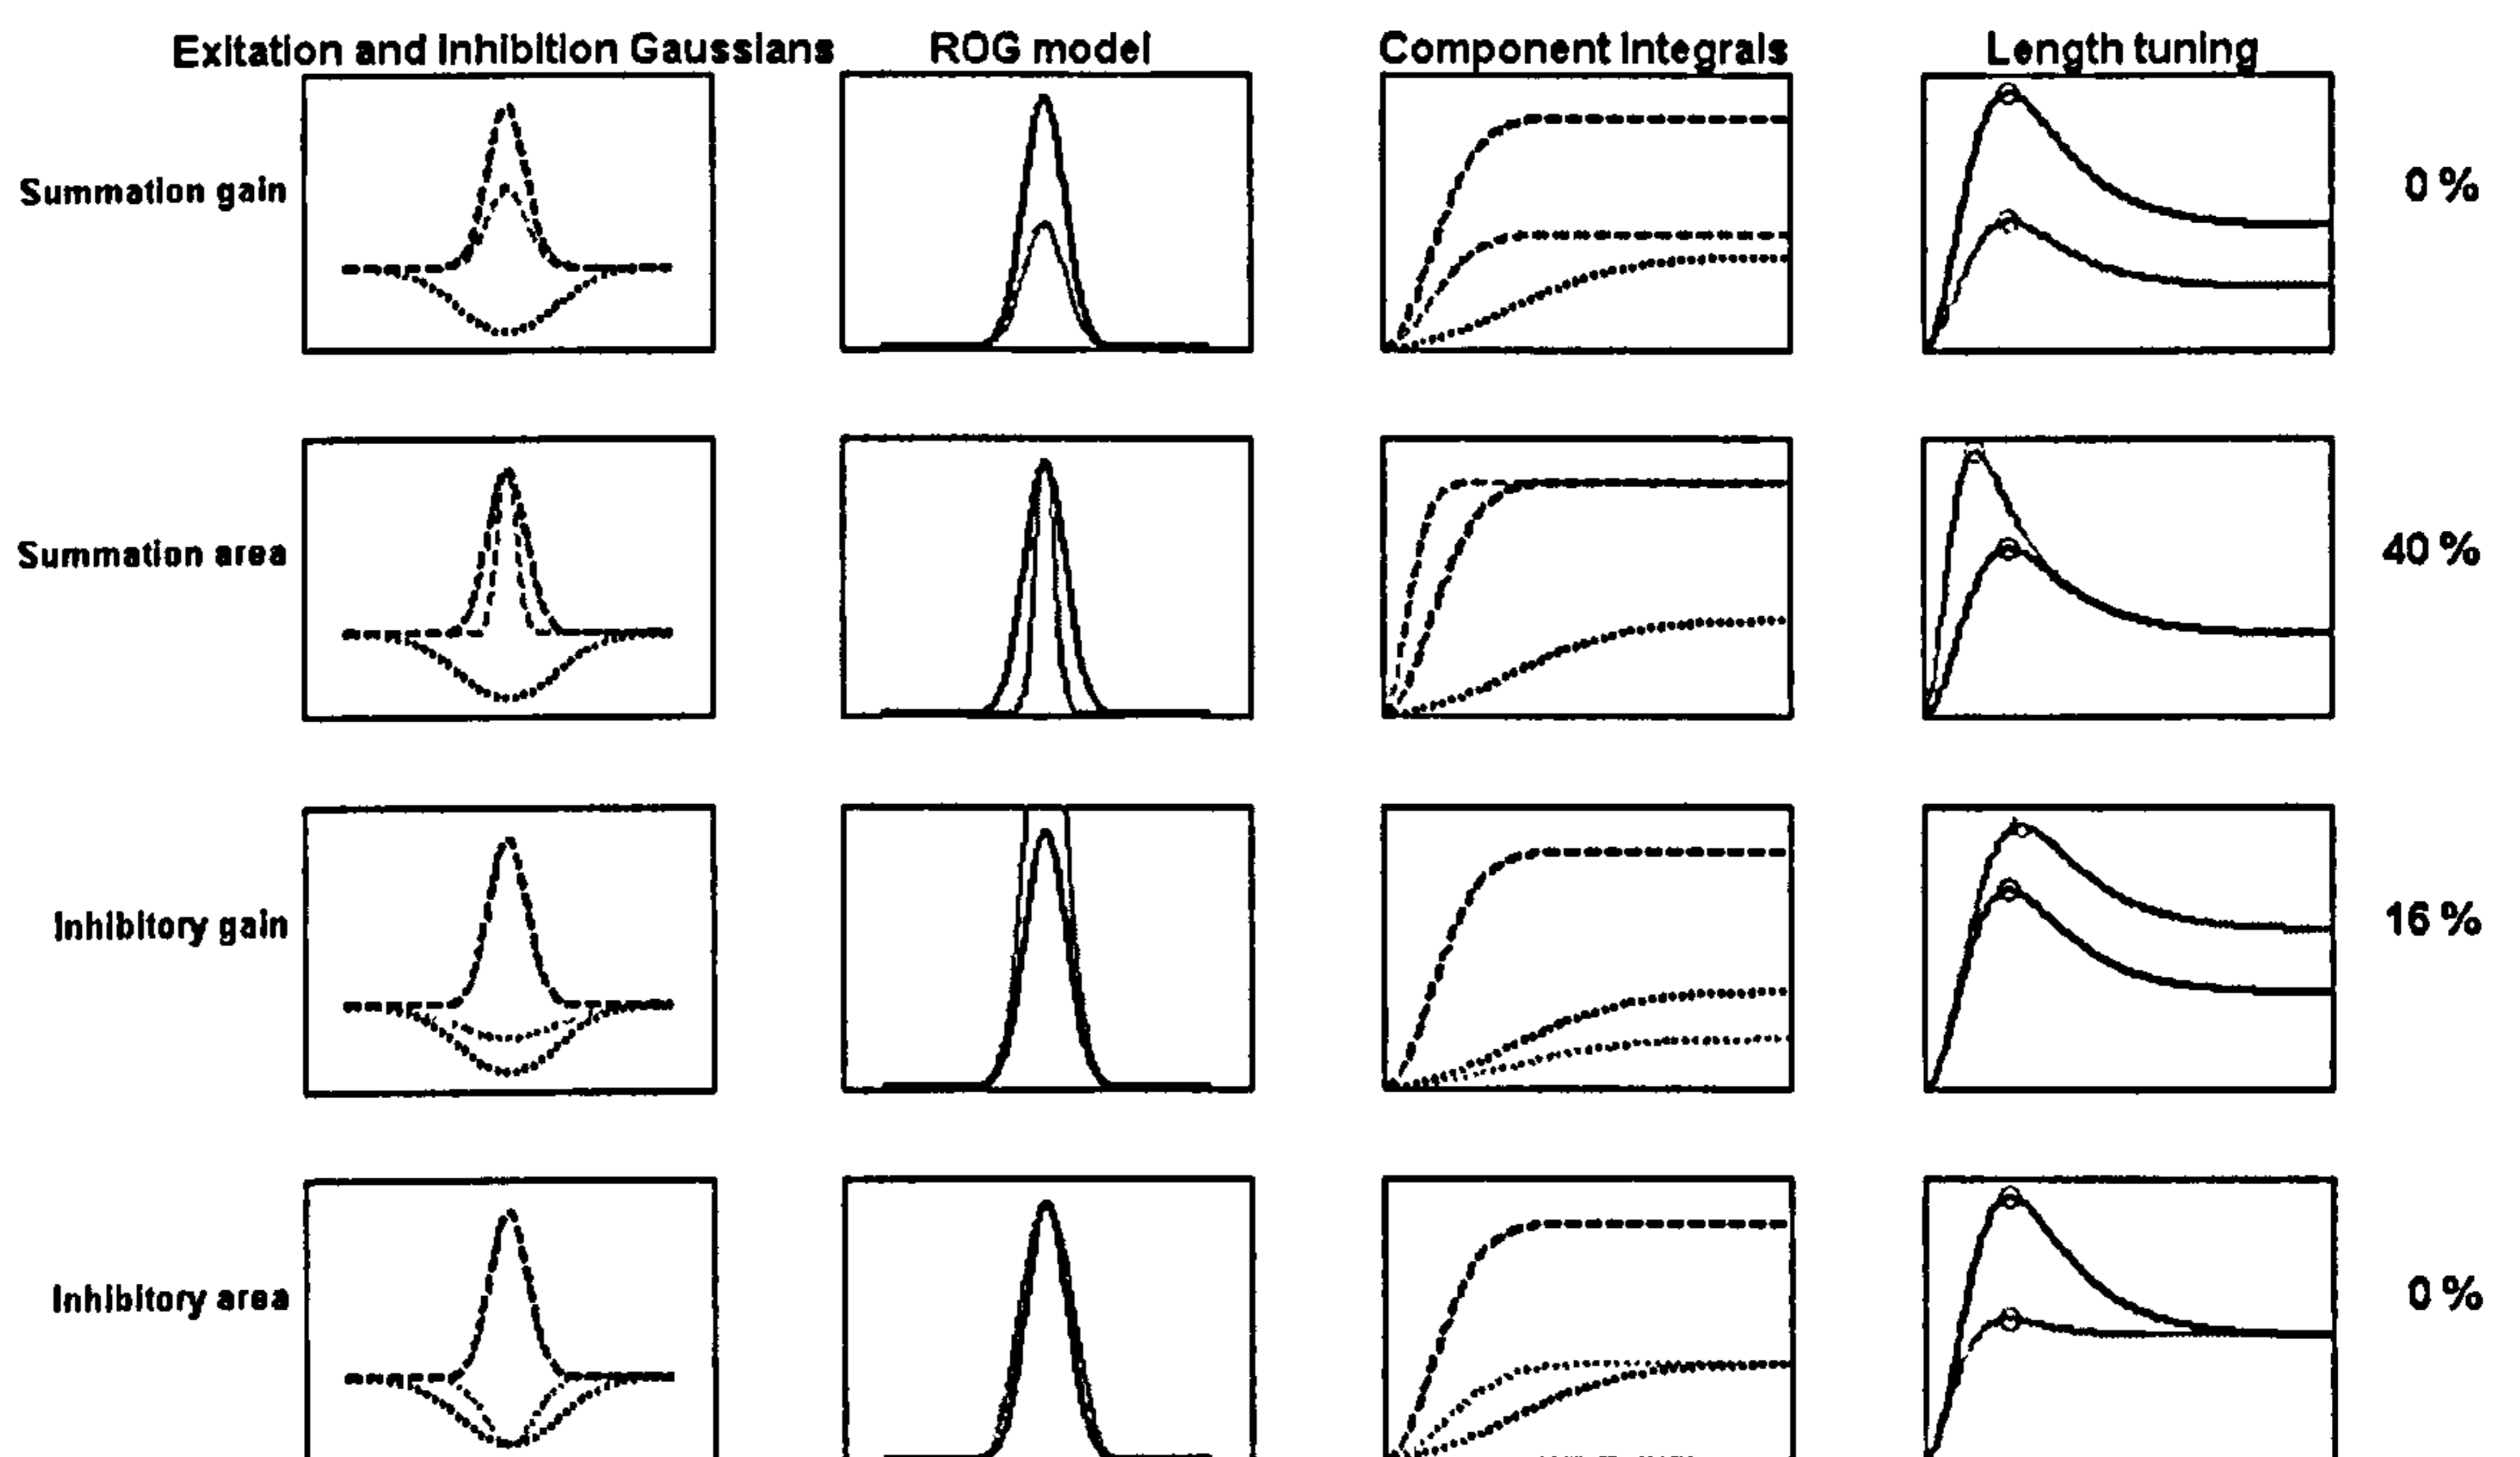 Exitation and Inhibition Gaussians ROG model Component Integrals Length tuning
Summation gain 0 %
Summation area 40 %
Inhibitory gain 16 %
Inhibitory area 0 %